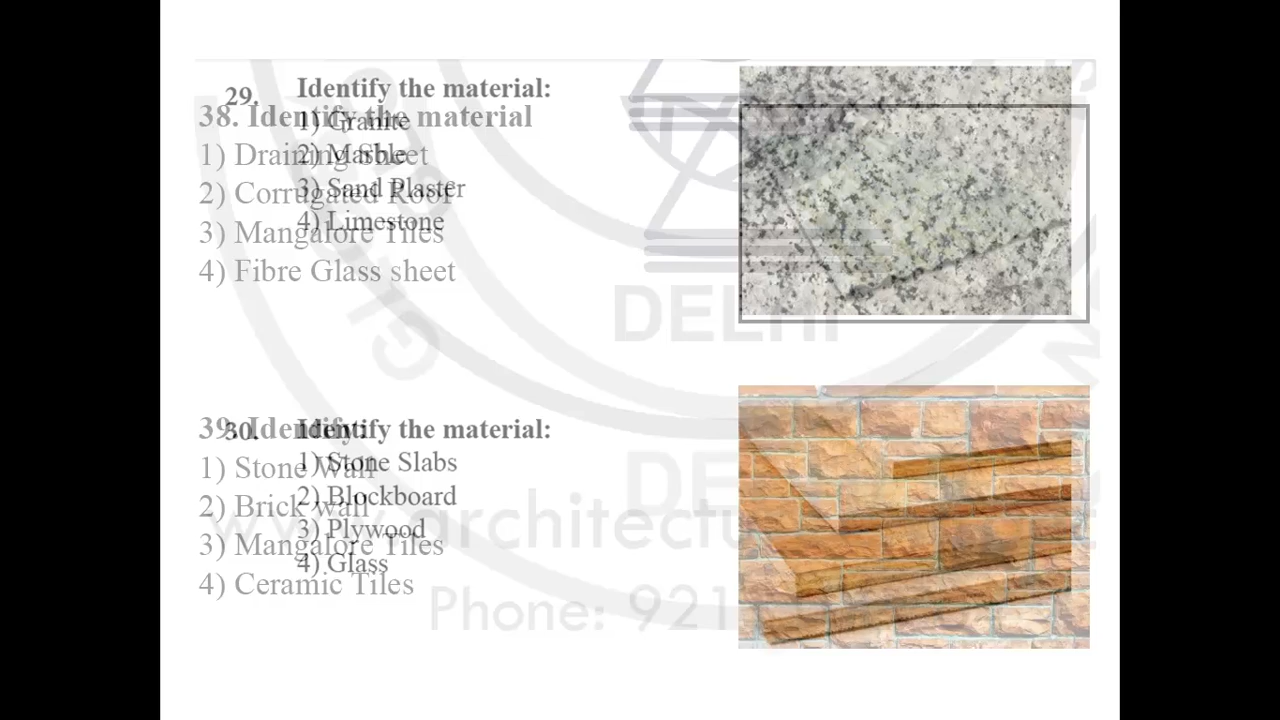 29.
Identify the material:
1) Granite
2) Marble
3) Sand Plaster
4) Limestone
38. Identify the material
1) Draining Sheet
2) Corrugated Roof
3) Mangalore Tiles
4) Fibre Glass sheet
DELHI
30.
Identify the material:
1) Stone Slabs
2) Blockboard
3) Plywood
4) Glass
39. Identify:
1) Stone Wall
2) Brick wall
3) Mangalore Tiles
4) Ceramic Tiles
Phone: 921